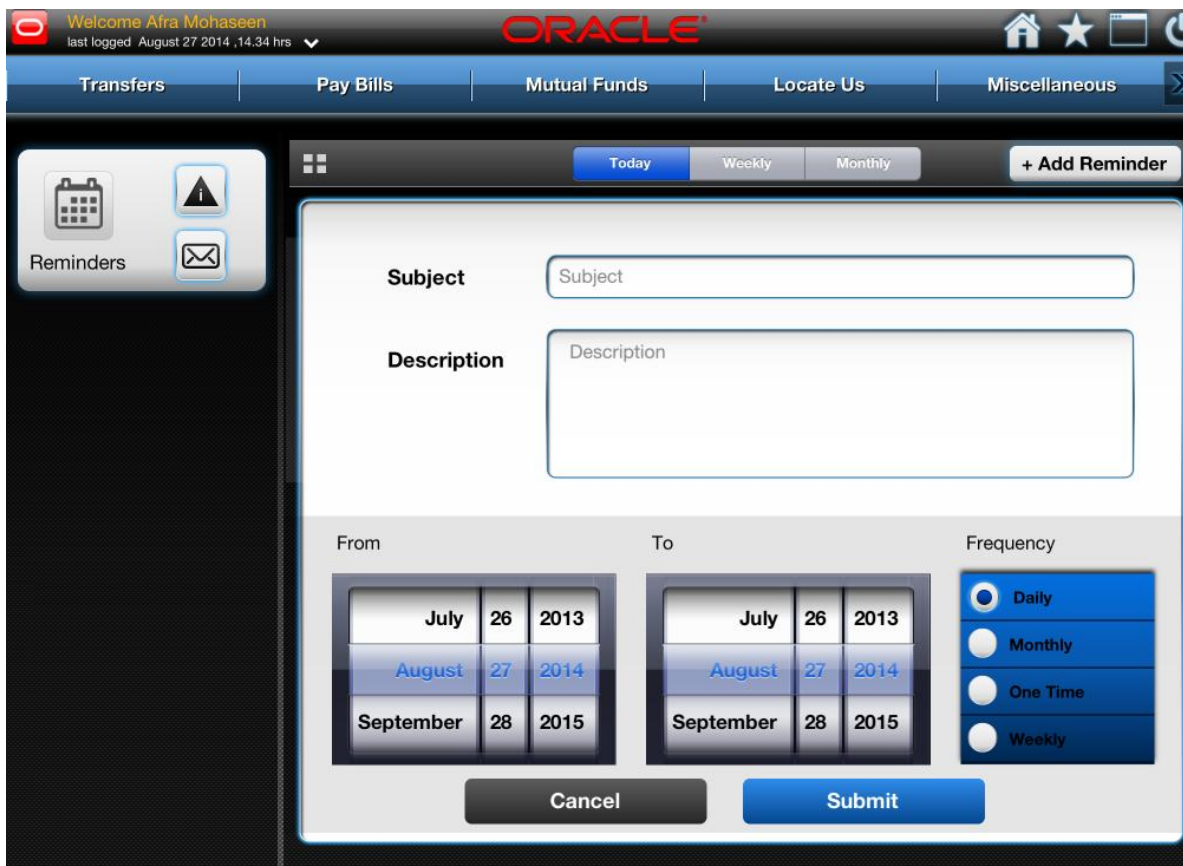 Welcome Afra Mohaseen
ORACLE
last logged August 27 2014 ,14.34 hrs
Transfers Pay Bills Mutual Funds Locate Us Miscellaneous
Today Weekly Monthly + Add Reminder
Reminders
Subject Subject
Description Description
From To Frequency
July 26 2013 July 26 2013 Daily
August 27 2014 August 27 2014 Monthly
One Time
September 28 2015 September 28 2015 Weekly
Cancel Submit